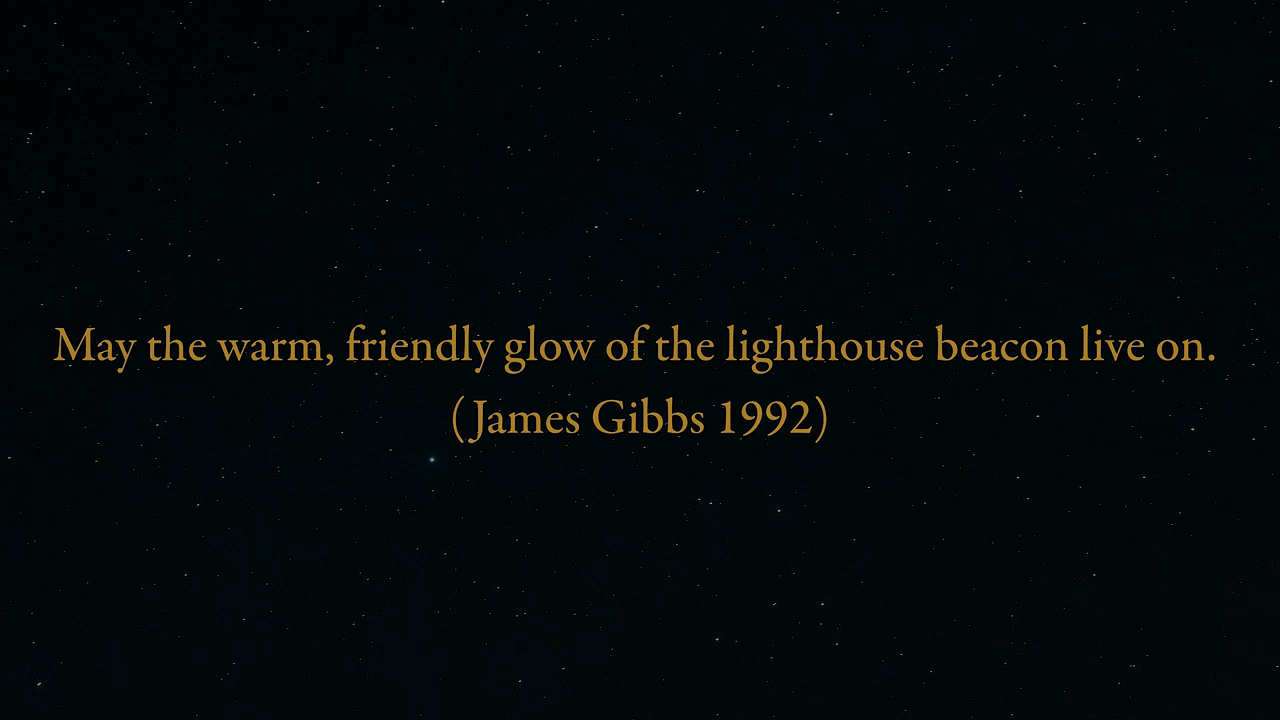 May the warm, friendly glow of the lighthouse beacon live on.
(James Gibbs 1992)